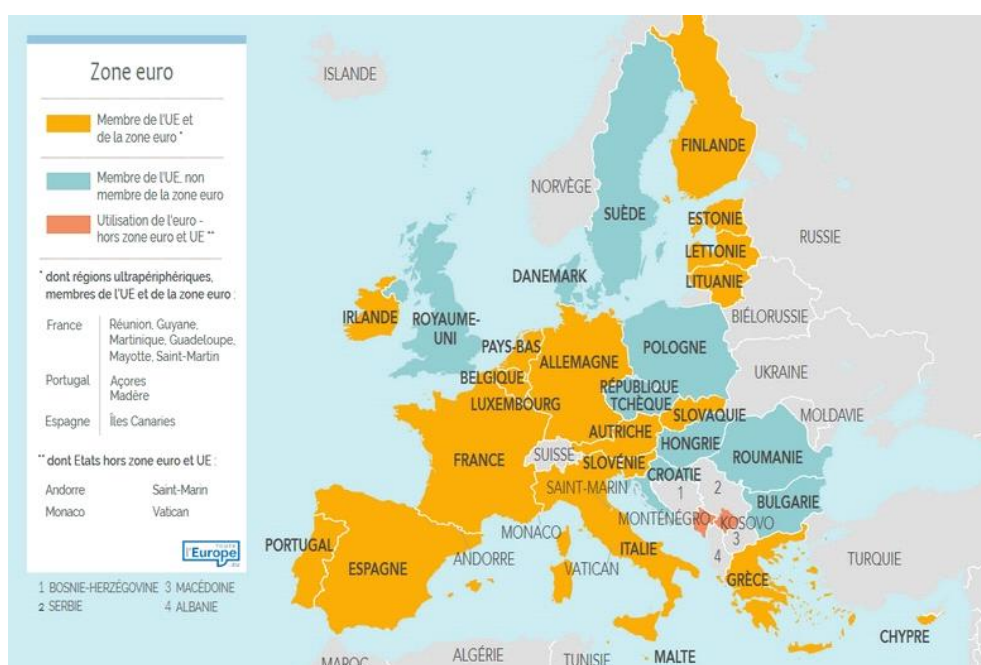 Zone euro
Membre de l'UE et
de la zone euro *
Membre de l'UE, non
membre de la zone euro
Utilisation de l'euro -
hors zone euro et UE **
* dont régions ultrapériphériques,
membres de l'UE et de la zone euro :
France
Réunion, Guyane,
Martinique, Guadeloupe,
Mayotte, Saint-Martin
Portugal
Açores
Madère
Espagne
Îles Canaries
** dont Etats hors zone euro et UE :
Andorre
Saint-Marin
Monaco
Vatican
TOUTE
l'Europe
.EU
1 BOSNIE-HERZÉGOVINE
3 MACÉDOINE
2 SERBIE
4 ALBANIE
ISLANDE
NORVÈGE
FINLANDE
SUÈDE
ESTONIE
RUSSIE
LETTONIE
LITUANIE
DANEMARK
IRLANDE
ROYAUME-
UNI
BIÉLORUSSIE
PAYS-BAS
ALLEMAGNE
POLOGNE
BELGIQUE
UKRAINE
RÉPUBLIQUE
TCHÈQUE
LUXEMBOURG
SLOVAQUIE
MOLDAVIE
AUTRICHE
HONGRIE
SUISSE
FRANCE
SLOVÉNIE
ROUMANIE
CROATIE
SAINT-MARIN
1
2
BULGARIE
MONTÉNÉGRO
KOSOVO
MONACO
3
PORTUGAL
ITALIE
ANDORRE
4
TURQUIE
ESPAGNE
VATICAN
GRÈCE
CHYPRE
MAROC
ALGÉRIE
TUNISIE
MALTE